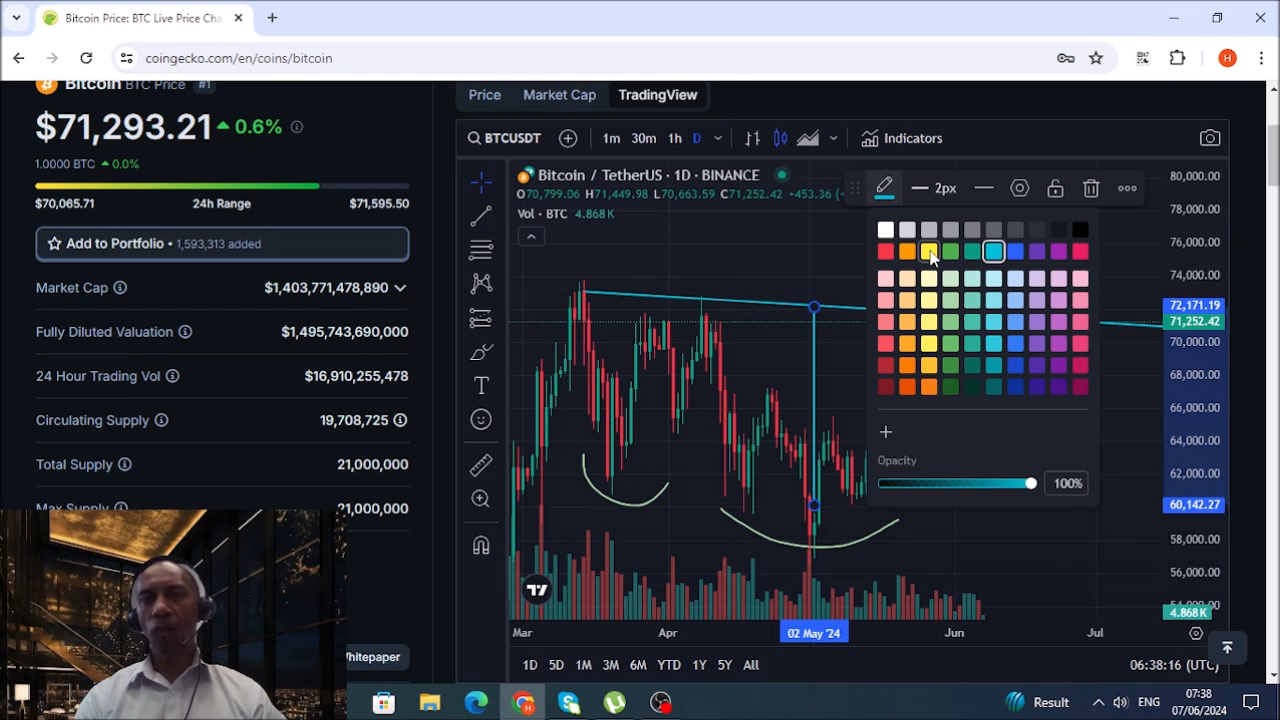 Bitcoin Price: BTC Live Price Cha
coingecko.com/en/coins/bitcoin
H
Bitcoin BTC Price #1
$71,293.21 0.6%
1.0000 BTC 0.0%
$70,065.71 24h Range $71,595.50
Add to Portfolio 1,593,313 added
Market Cap $1,403,771,478,890
Fully Diluted Valuation $1,495,743,690,000
24 Hour Trading Vol $16,910,255,478
Circulating Supply 19,708,725
Total Supply 21,000,000
Max Supply 21,000,000
Whitepaper
Price Market Cap TradingView
BTCUSDT 1m 30m 1h D Indicators
Bitcoin / TetherUS · 1D · BINANCE
O70,799.06 H71,449.98 L70,663.59 C71,252.42 +453.36
Vol · BTC 4.868K
2px
Opacity
100%
80,000.00
78,000.00
76,000.00
74,000.00
72,171.19
71,252.42
70,000.00
68,000.00
66,000.00
64,000.00
62,000.00
60,142.27
58,000.00
56,000.00
54,000.00
4.868K
Mar Apr 02 May '24 Jun Jul
1D 5D 1M 3M 6M YTD 1Y 5Y All 06:38:16 (UTC)
Result ENG 07:38
07/06/2024